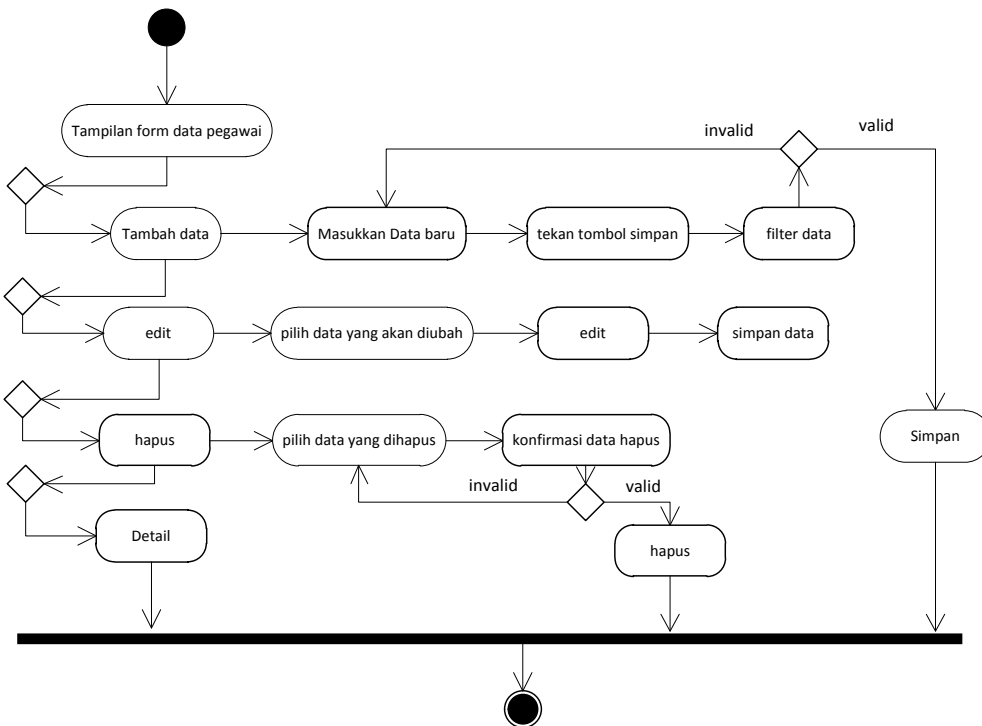 Tampilan form data pegawai
invalid
valid
Tambah data
Masukkan Data baru
tekan tombol simpan
filter data
edit
pilih data yang akan diubah
edit
simpan data
hapus
pilih data yang dihapus
konfirmasi data hapus
Simpan
invalid
valid
Detail
hapus